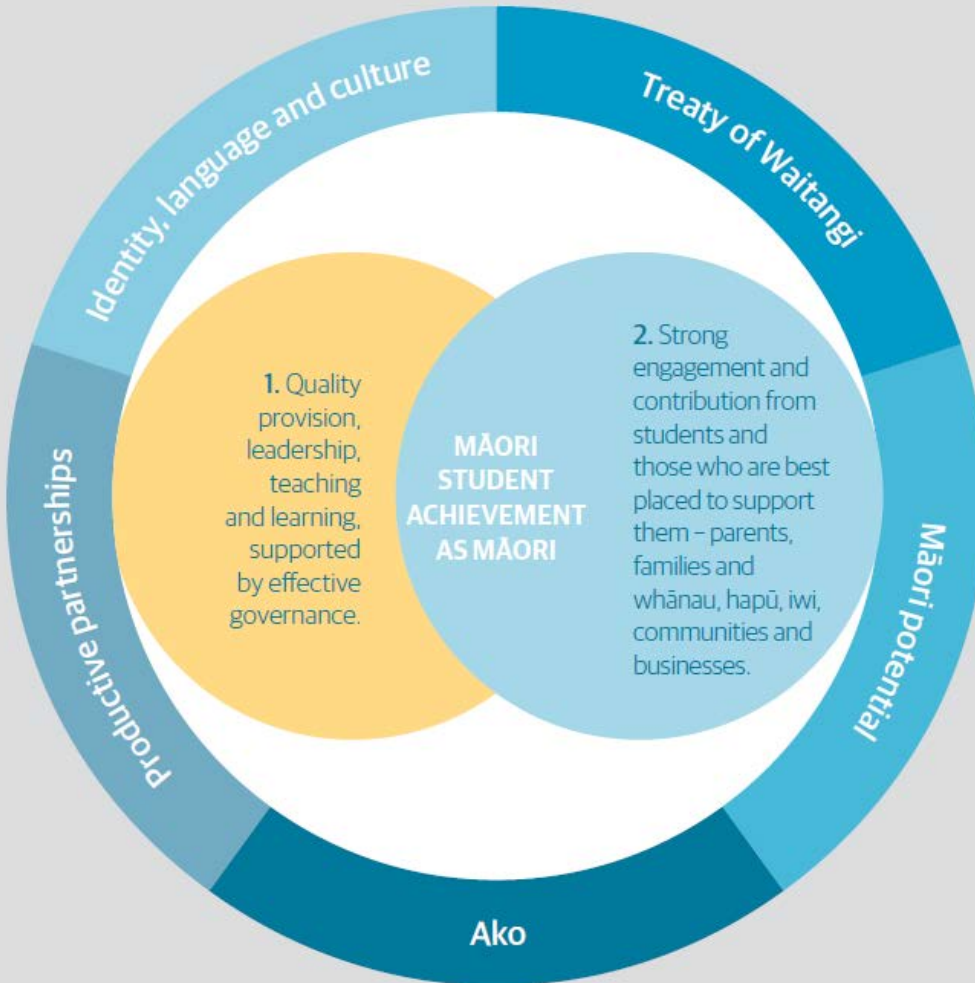 Identity, language and culture
Treaty of Waitangi
1. Quality
provision,
leadership,
teaching
and learning,
supported
by effective
governance.
MĀORI
STUDENT
ACHIEVEMENT
AS MĀORI
2. Strong
engagement and
contribution from
students and
those who are best
placed to support
them – parents,
families and
whānau, hapū, iwi,
communities and
businesses.
Productive partnerships
Māori potential
Ako